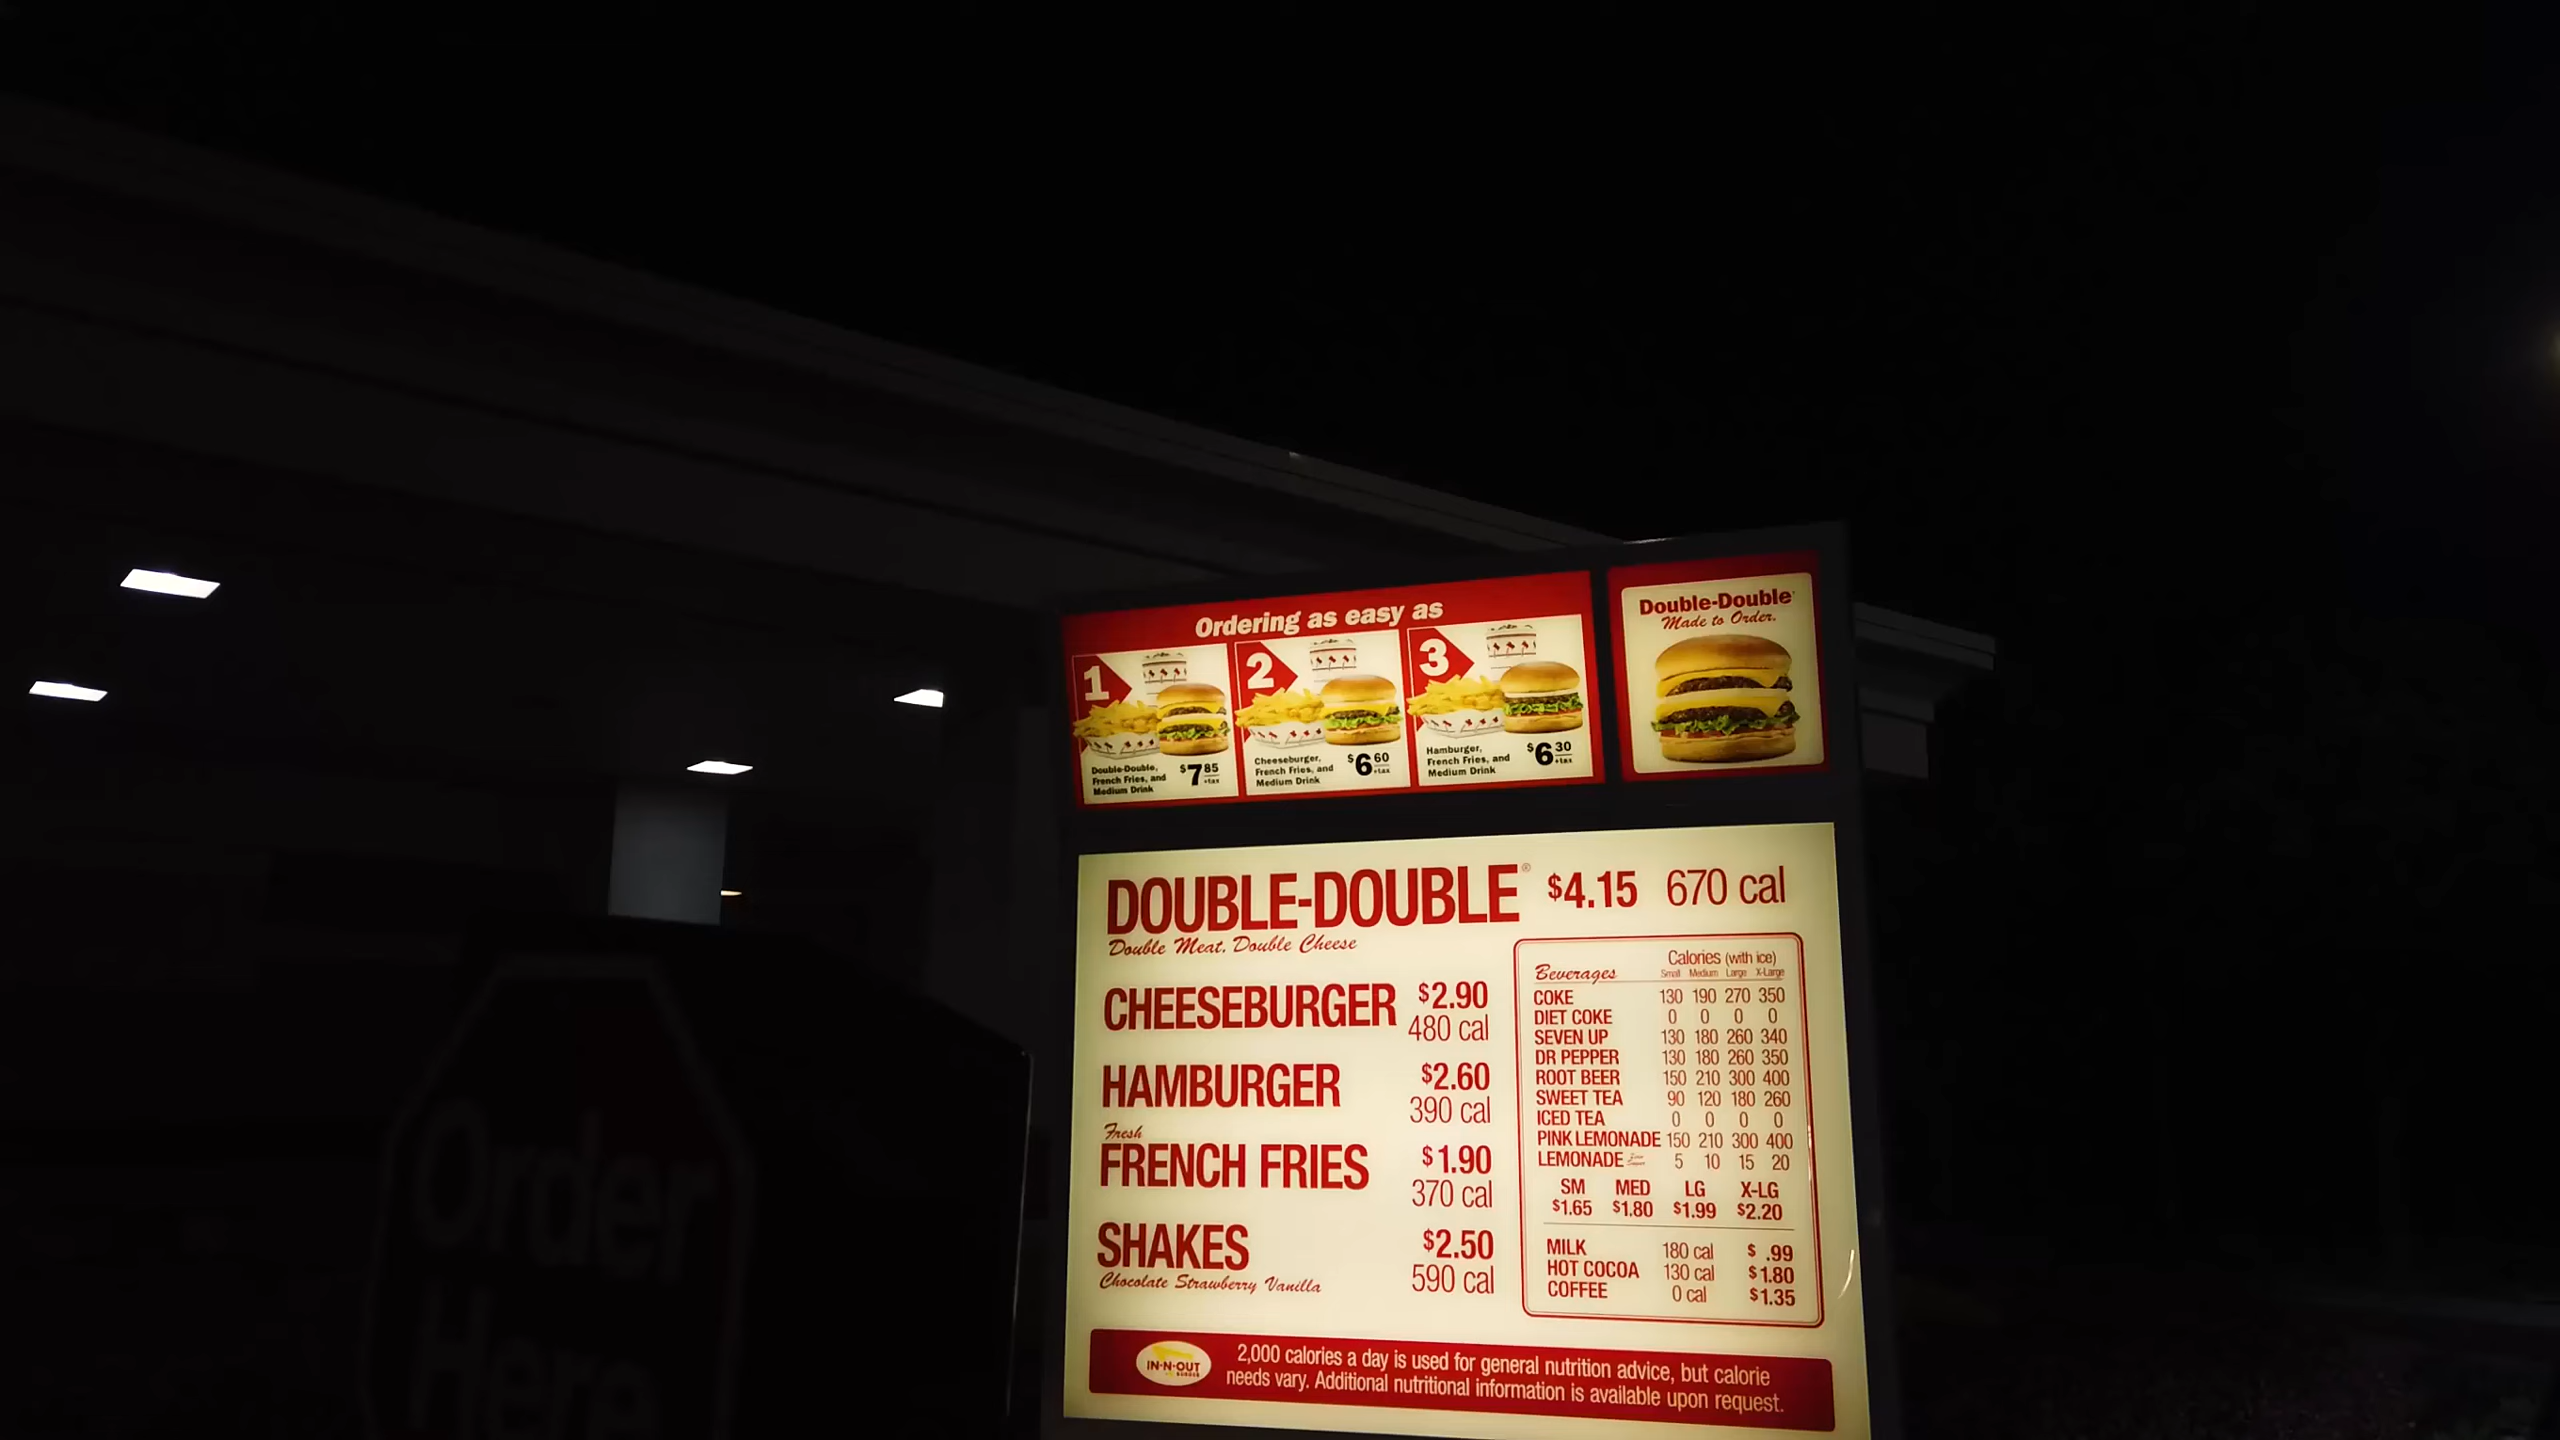 Ordering as easy as
1
Double-Double,
French Fries, and
Medium Drink
$7 85
+tax
2
Cheeseburger,
French Fries, and
Medium Drink
$6 60
+tax
3
Hamburger,
French Fries, and
Medium Drink
$6 30
+tax
Double-Double
Made to Order.
DOUBLE-DOUBLE® $4.15 670 cal
Double Meat. Double Cheese
CHEESEBURGER $2.90
480 cal
HAMBURGER $2.60
390 cal
Fresh
FRENCH FRIES $1.90
370 cal
SHAKES $2.50
Chocolate Strawberry Vanilla 590 cal
Calories (with ice)
Beverages Small Medium Large X-Large
COKE 130 190 270 350
DIET COKE 0 0 0 0
SEVEN UP 130 180 260 340
DR PEPPER 130 180 260 350
ROOT BEER 150 210 300 400
SWEET TEA 90 120 180 260
ICED TEA 0 0 0 0
PINK LEMONADE 150 210 300 400
LEMONADE 5 10 15 20
SM MED LG X-LG
$1.65 $1.80 $1.99 $2.20
MILK 180 cal $ .99
HOT COCOA 130 cal $1.80
COFFEE 0 cal $1.35
IN-N-OUT
BURGER
2,000 calories a day is used for general nutrition advice, but calorie
needs vary. Additional nutritional information is available upon request.
Order
Here